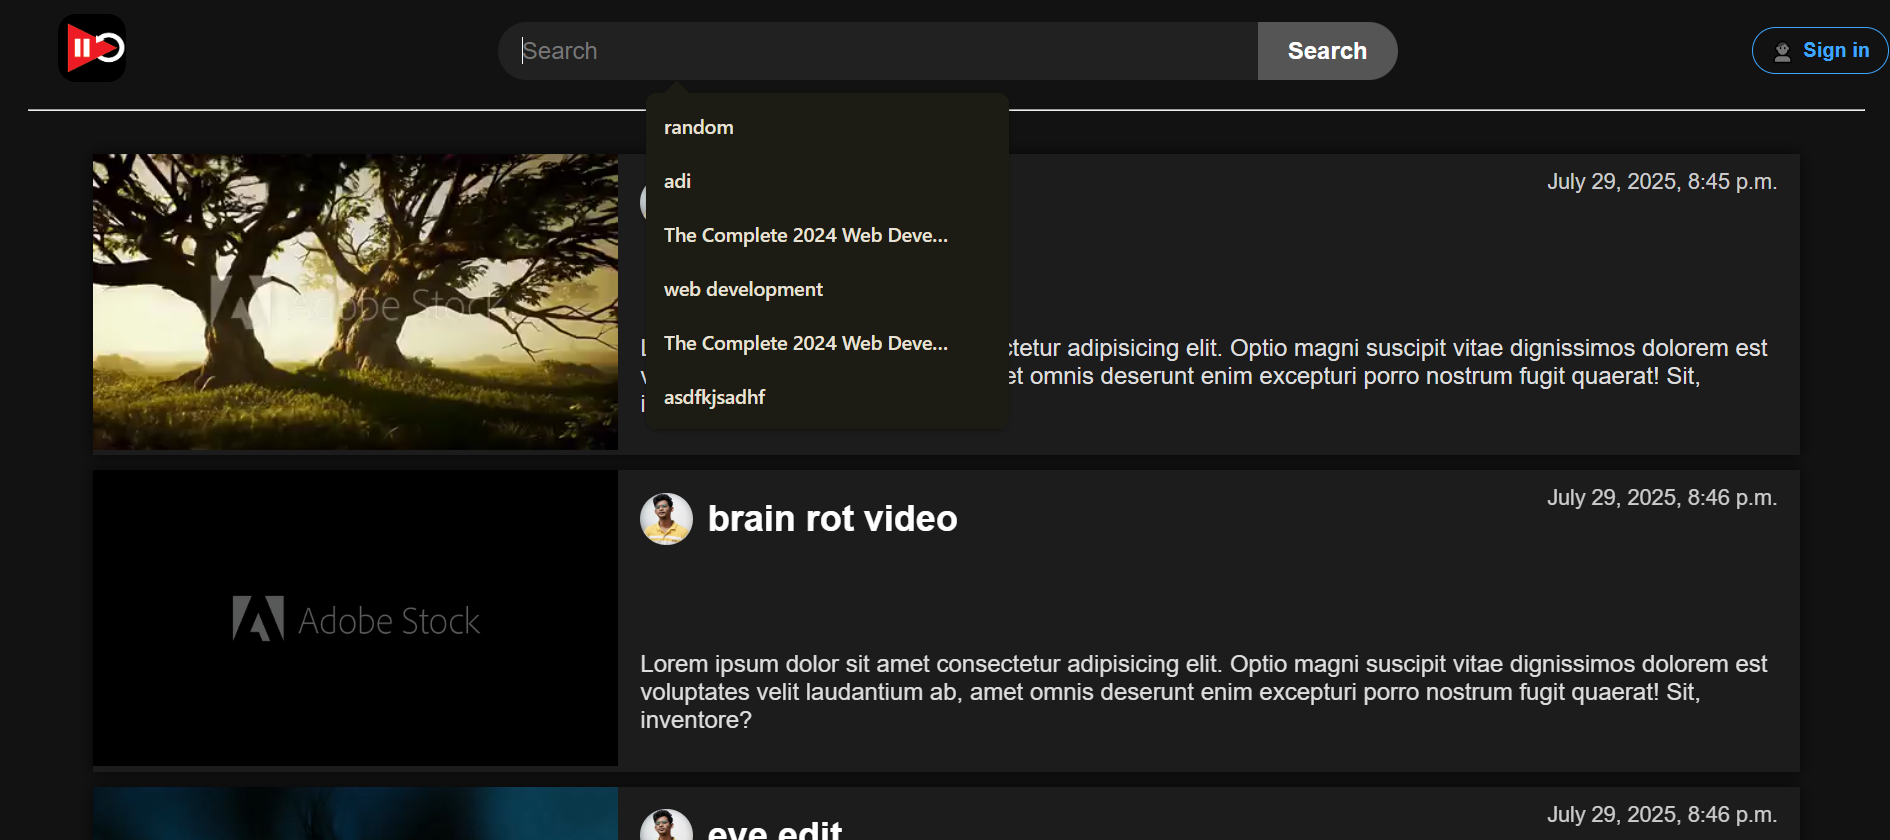 Search
Search
Sign in
random
adi
The Complete 2024 Web Deve...
web development
The Complete 2024 Web Deve...
asdfkjsadhf
July 29, 2025, 8:45 p.m.
Adobe Stock
ctetur adipisicing elit. Optio magni suscipit vitae dignissimos dolorem est
et omnis deserunt enim excepturi porro nostrum fugit quaerat! Sit,
i
brain rot video
July 29, 2025, 8:46 p.m.
Adobe Stock
Lorem ipsum dolor sit amet consectetur adipisicing elit. Optio magni suscipit vitae dignissimos dolorem est
voluptates velit laudantium ab, amet omnis deserunt enim excepturi porro nostrum fugit quaerat! Sit,
inventore?
eye edit
July 29, 2025, 8:46 p.m.